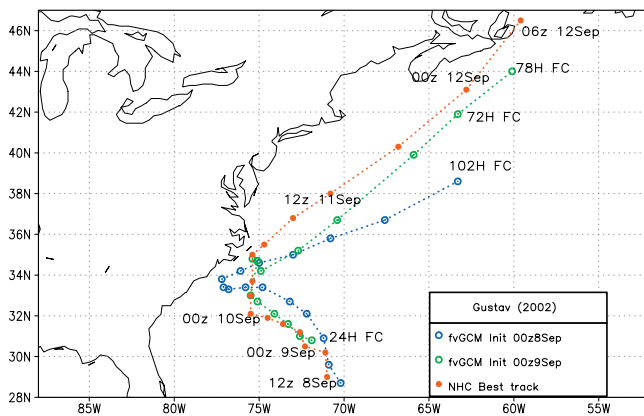 46N
06z 12Sep
44N
00z 12Sep
78H FC
42N
72H FC
40N
102H FC
38N
12z 11Sep
36N
34N
32N
00z 10Sep
Gustav (2002)
30N
24H FC
fvGCM Init 00z8Sep
00z 9Sep
fvGCM Init 00z9Sep
12z 8Sep
NHC Best track
28N
85W 80W 75W 70W 65W 60W 55W